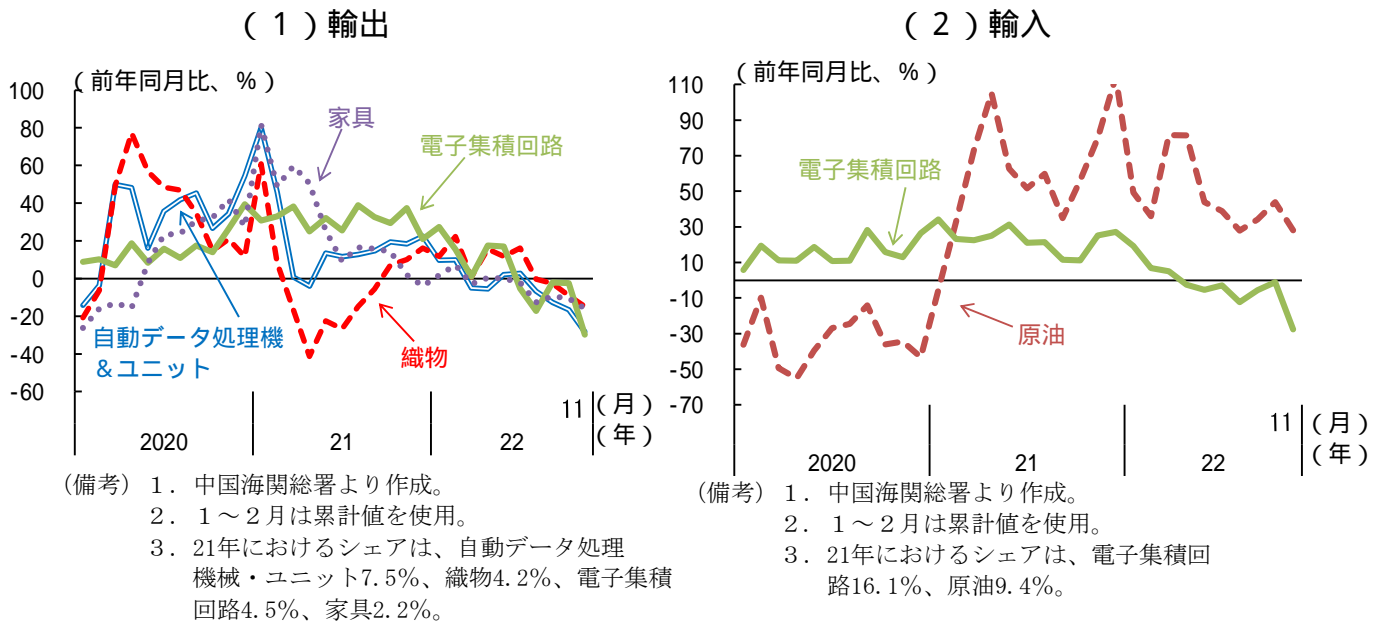 （１）輸出
（前年同月比、％）
100
80
60
40
20
0
-20
-40
-60
家具
電子集積回路
自動データ処理機
＆ユニット
織物
11
（月）
2020
21
22
（年）
（備考）１．中国海関総署より作成。
２．１～２月は累計値を使用。
３．21年におけるシェアは、自動データ処理
機械・ユニット7.5％、織物4.2％、電子集積
回路4.5％、家具2.2％。
（２）輸入
（前年同月比、％）
110
90
70
50
30
10
-10
-30
-50
-70
電子集積回路
原油
11
（月）
2020
21
22
（年）
（備考）１．中国海関総署より作成。
２．１～２月は累計値を使用。
３．21年におけるシェアは、電子集積回
路16.1％、原油9.4％。